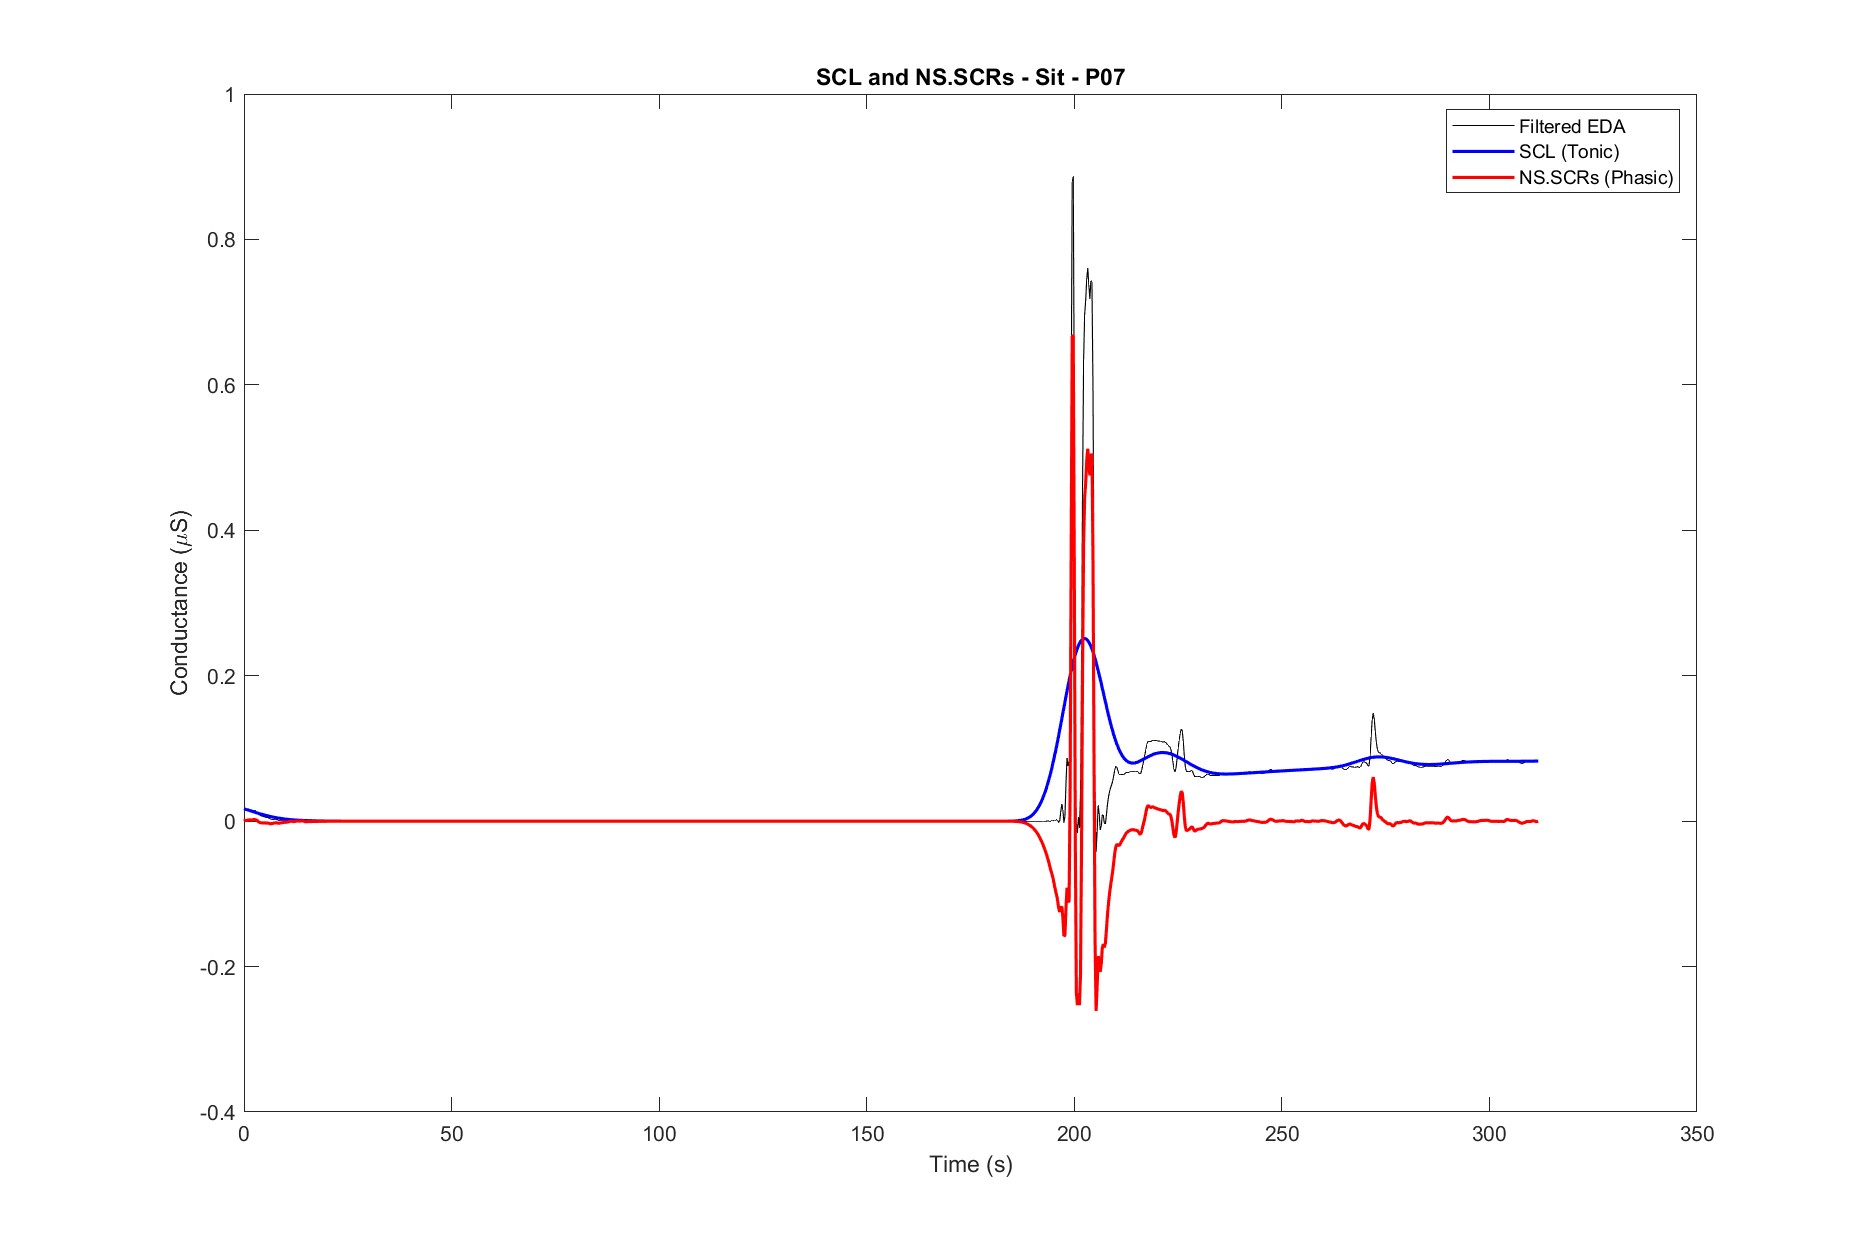 SCL and NS.SCRs - Sit - P07
1
0.8
0.6
0.4
0.2
0
-0.2
-0.4
Conductance (μS)
Filtered EDA
SCL (Tonic)
NS.SCRs (Phasic)
0 50 100 150 200 250 300 350
Time (s)